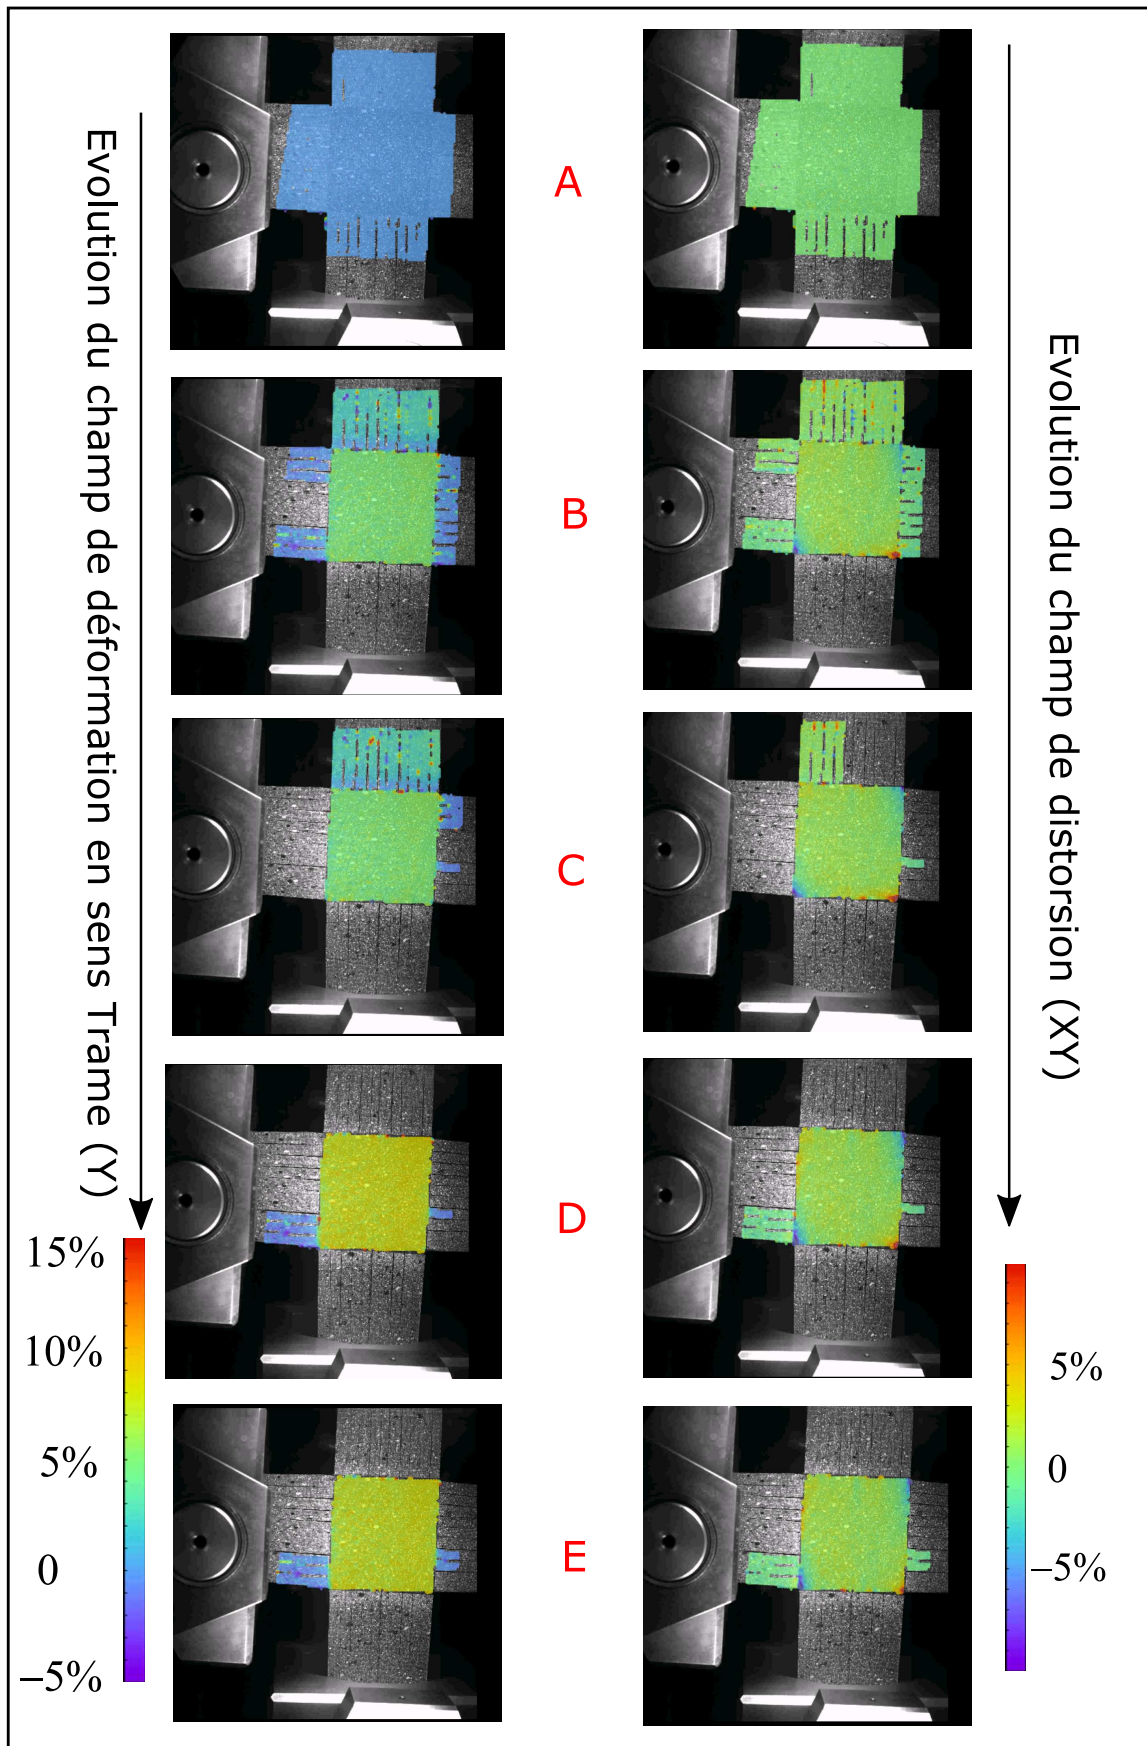 Evolution du champ de déformation en sens Trame (Y)
Evolution du champ de distorsion (XY)
A
B
C
D
E
15%
10%
5%
0
−5%
5%
0
−5%